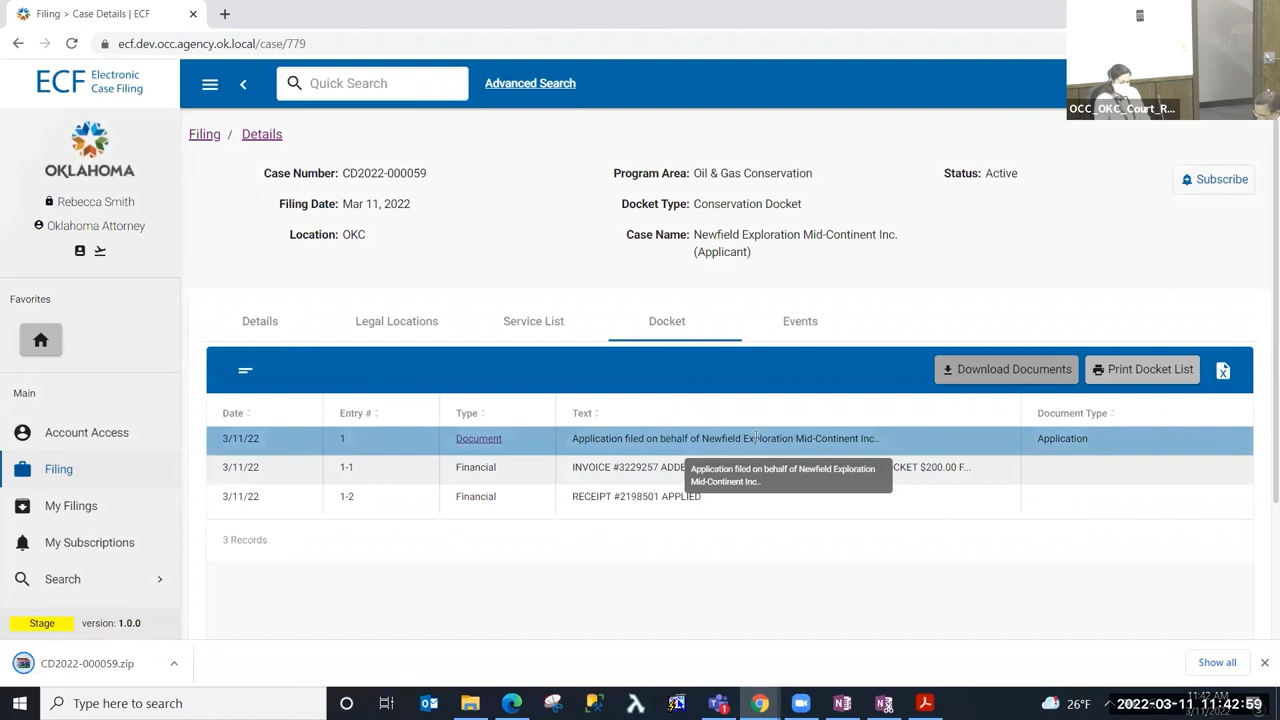 Filing > Case Details | ECF
ecf.dev.occ.agency.ok.local/case/779
ECF Electronic Case Filing
Quick Search
Advanced Search
OCC_OKC_Court_R...
OKLAHOMA
Rebecca Smith
Oklahoma Attorney
Favorites
Main
Account Access
Filing
My Filings
My Subscriptions
Search
Stage version: 1.0.0
Filing / Details
Case Number: CD2022-000059
Filing Date: Mar 11, 2022
Location: OKC
Program Area: Oil & Gas Conservation
Docket Type: Conservation Docket
Case Name: Newfield Exploration Mid-Continent Inc.
(Applicant)
Status: Active
Subscribe
Details Legal Locations Service List Docket Events
Download Documents Print Docket List
Date Entry # Type Text Document Type
3/11/22 1 Document Application filed on behalf of Newfield Exploration Mid-Continent Inc.. Application
3/11/22 1-1 Financial INVOICE #3229257 ADDE CKET $200.00 F...
Application filed on behalf of Newfield Exploration
Mid-Continent Inc..
3/11/22 1-2 Financial RECEIPT #2198501 APPLIED
3 Records
CD2022-000059.zip
Show all
Type here to search
26°F
11:42 AM
2022-03-11 11:42:59
3/11/2022